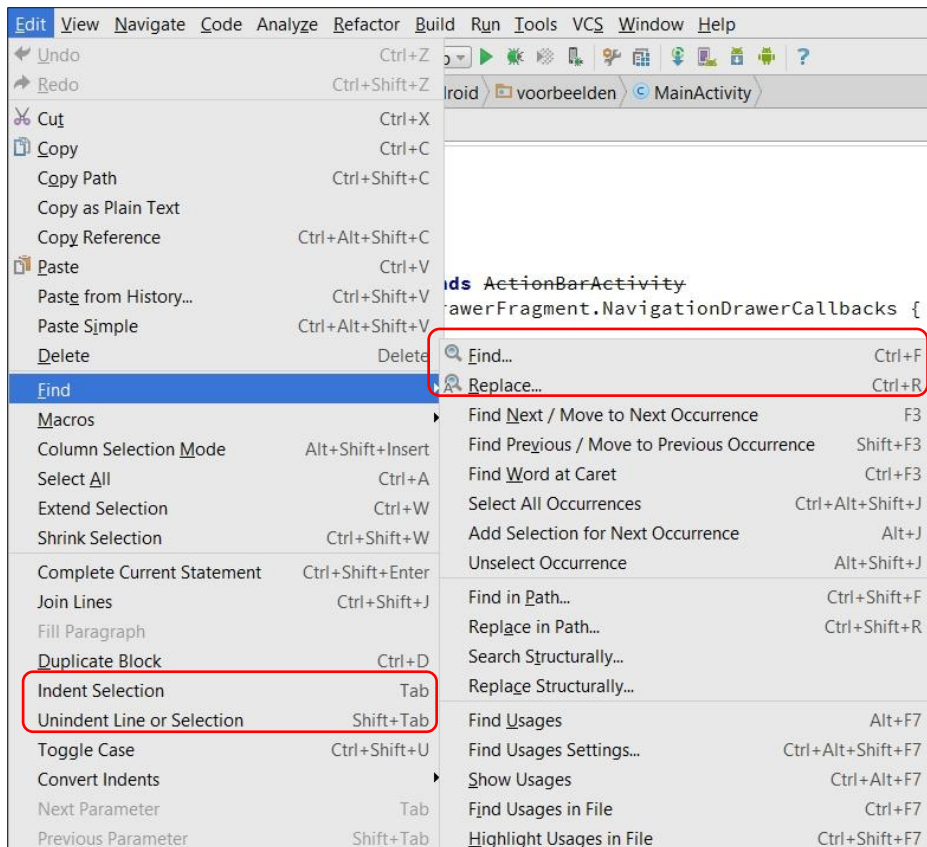 Edit View Navigate Code Analyze Refactor Build Run Tools VCS Window Help
Undo Ctrl+Z
Redo Ctrl+Shift+Z
voorbeelden MainActivity
Cut Ctrl+X
Copy Ctrl+C
Copy Path Ctrl+Shift+C
Copy as Plain Text
Copy Reference Ctrl+Alt+Shift+C
Paste Ctrl+V
Paste from History... Ctrl+Shift+V
Paste Simple Ctrl+Alt+Shift+V
Delete Delete
Find
Macros
Column Selection Mode Alt+Shift+Insert
Select All Ctrl+A
Extend Selection Ctrl+W
Shrink Selection Ctrl+Shift+W
Complete Current Statement Ctrl+Shift+Enter
Join Lines Ctrl+Shift+J
Fill Paragraph
Duplicate Block Ctrl+D
Indent Selection Tab
Unindent Line or Selection Shift+Tab
Toggle Case Ctrl+Shift+U
Convert Indents
Next Parameter Tab
Previous Parameter Shift+Tab
nds ActionBarActivity
rawerFragment.NavigationDrawerCallbacks {
Find... Ctrl+F
Replace... Ctrl+R
Find Next / Move to Next Occurrence F3
Find Previous / Move to Previous Occurrence Shift+F3
Find Word at Caret Ctrl+F3
Select All Occurrences Ctrl+Alt+Shift+J
Add Selection for Next Occurrence Alt+J
Unselect Occurrence Alt+Shift+J
Find in Path... Ctrl+Shift+F
Replace in Path... Ctrl+Shift+R
Search Structurally...
Replace Structurally...
Find Usages Alt+F7
Find Usages Settings... Ctrl+Alt+Shift+F7
Show Usages Ctrl+Alt+F7
Find Usages in File Ctrl+F7
Highlight Usages in File Ctrl+Shift+F7